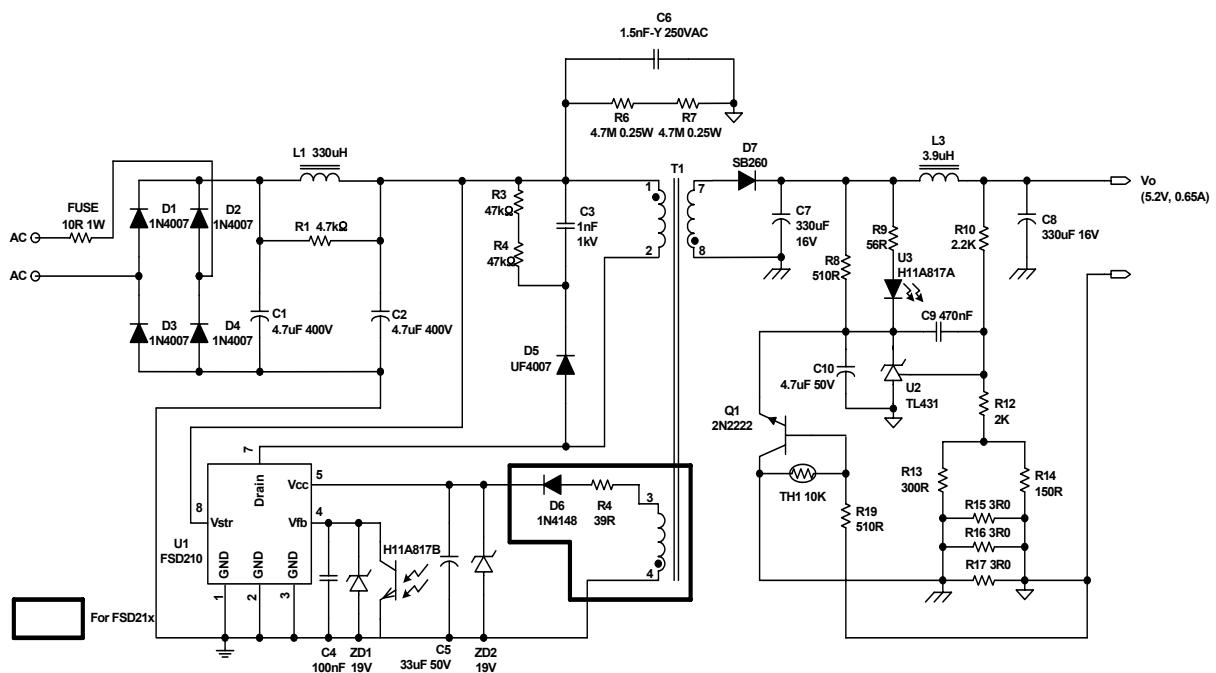 C6
1.5nF-Y 250VAC
R6
R7
4.7M 0.25W
4.7M 0.25W
L1 330uH
T1
D7
SB260
L3
3.9uH
FUSE
10R 1W
D1
1N4007
D2
1N4007
R1 4.7kΩ
R3
47kΩ
C3
1nF
1kV
1
2
7
8
C7
330uF
16V
R9
56R
R10
2.2K
Vo
(5.2V, 0.65A)
C8
330uF 16V
AC
AC
R4
47kΩ
R8
510R
U3
H11A817A
C1
4.7uF 400V
C2
4.7uF 400V
C9 470nF
D3
1N4007
D4
1N4007
D5
UF4007
C10
4.7uF 50V
U2
TL431
Q1
2N2222
R12
2K
7
Drain
5
Vcc
8
Vstr
4
Vfb
U1
FSD210
GND
GND
GND
1
2
3
H11A817B
D6
1N4148
R4
39R
3
4
TH1 10K
R19
510R
R13
300R
R14
150R
R15 3R0
R16 3R0
R17 3R0
For FSD21x
C4
100nF
ZD1
19V
C5
33uF 50V
ZD2
19V